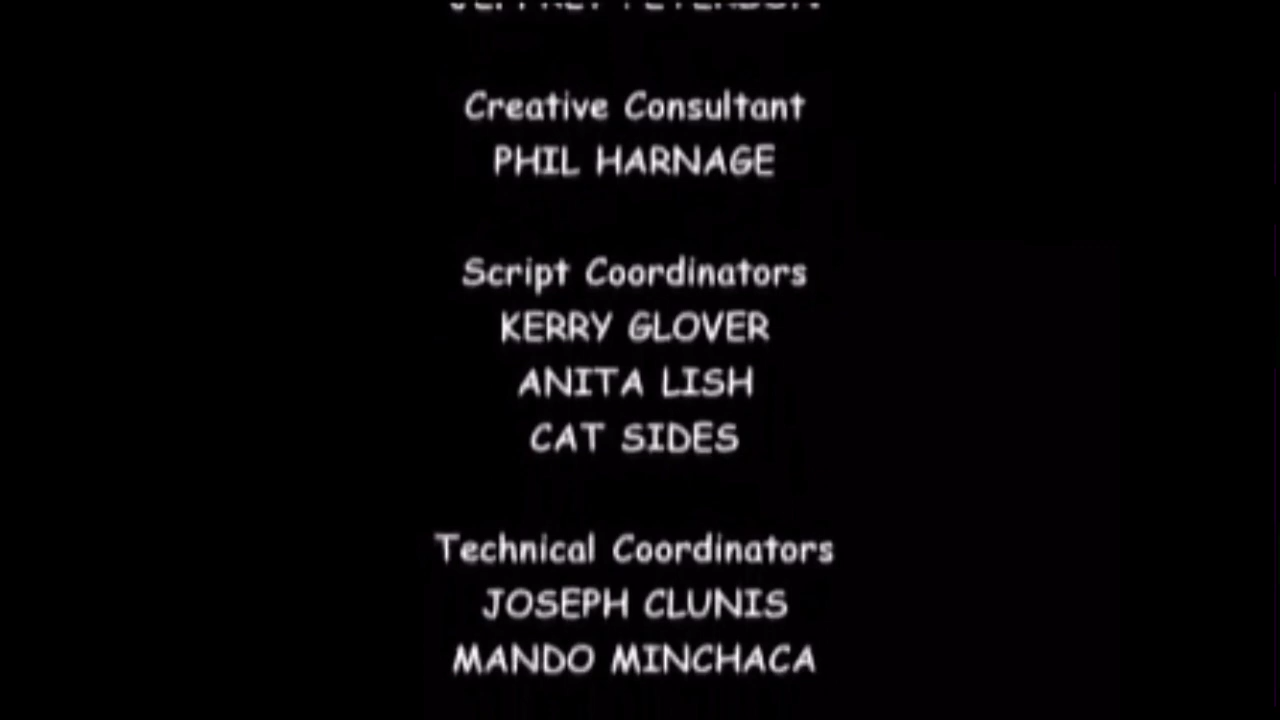 Creative Consultant
PHIL HARNAGE
Script Coordinators
KERRY GLOVER
ANITA LISH
CAT SIDES
Technical Coordinators
JOSEPH CLUNIS
MANDO MINCHACA